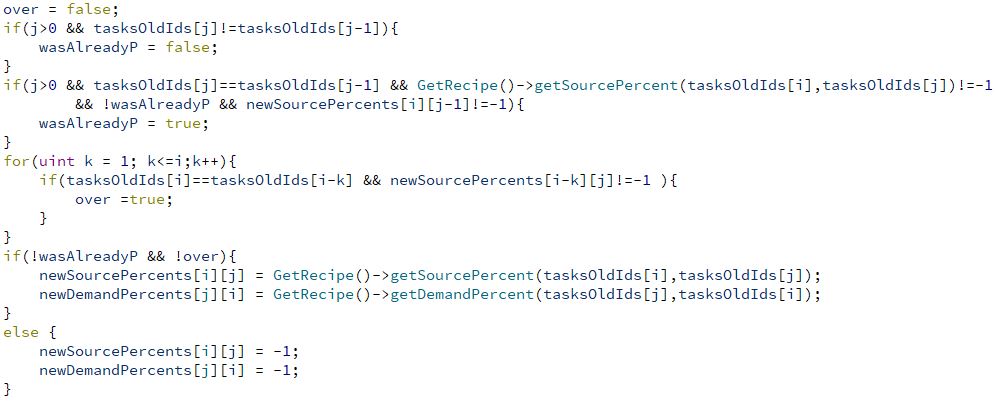 over = false;
if(j>0 && tasksOldIds[j]!=tasksOldIds[j-1]){
    wasAlreadyP = false;
}
if(j>0 && tasksOldIds[j]==tasksOldIds[j-1] && GetRecipe()->getSourcePercent(tasksOldIds[i],tasksOldIds[j])!=-1
        && !wasAlreadyP && newSourcePercents[i][j-1]!=-1){
    wasAlreadyP = true;
}
for(uint k = 1; k<=i;k++){
    if(tasksOldIds[i]==tasksOldIds[i-k] && newSourcePercents[i-k][j]!=-1 ){
        over =true;
    }
}
if(!wasAlreadyP && !over){
    newSourcePercents[i][j] = GetRecipe()->getSourcePercent(tasksOldIds[i],tasksOldIds[j]);
    newDemandPercents[j][i] = GetRecipe()->getDemandPercent(tasksOldIds[j],tasksOldIds[i]);
}
else {
    newSourcePercents[i][j] = -1;
    newDemandPercents[j][i] = -1;
}